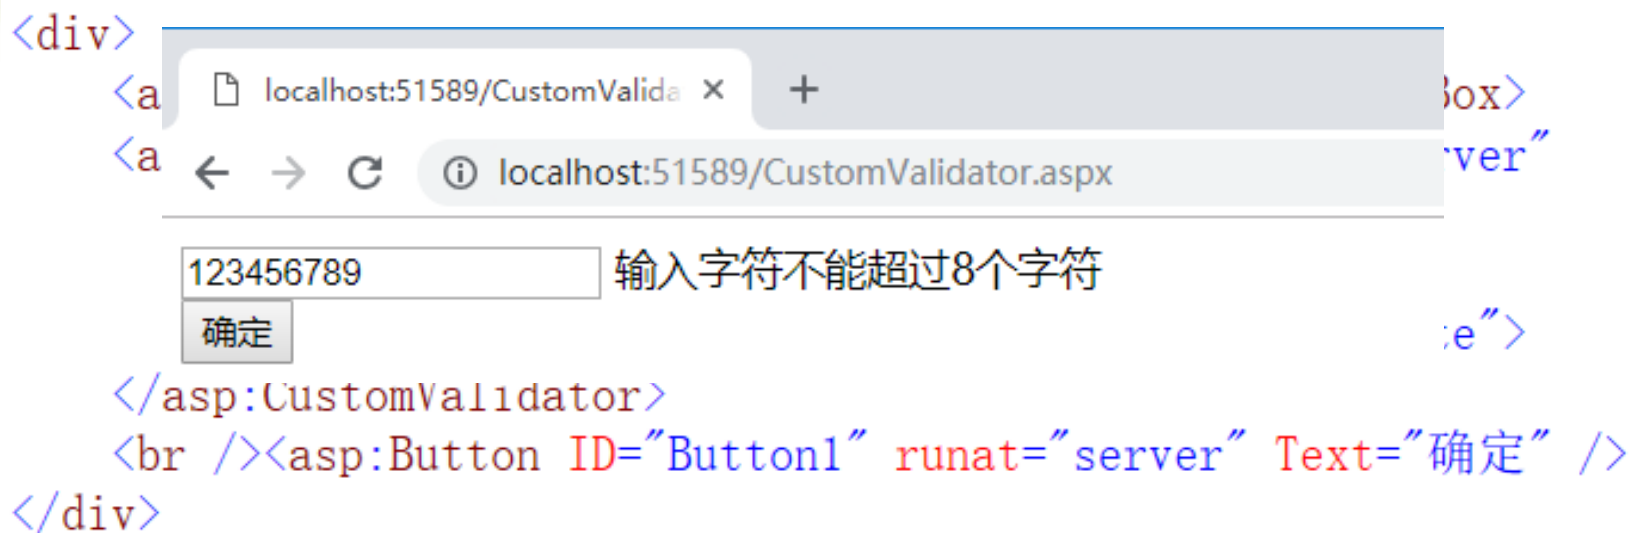 <div>
<a
localhost:51589/CustomValida
ox>
<a
localhost:51589/CustomValidator.aspx
ver"
123456789 输入字符不能超过8个字符
确定
e">
</asp:CustomValidator>
<br /><asp:Button ID="Button1" runat="server" Text="确定" />
</div>